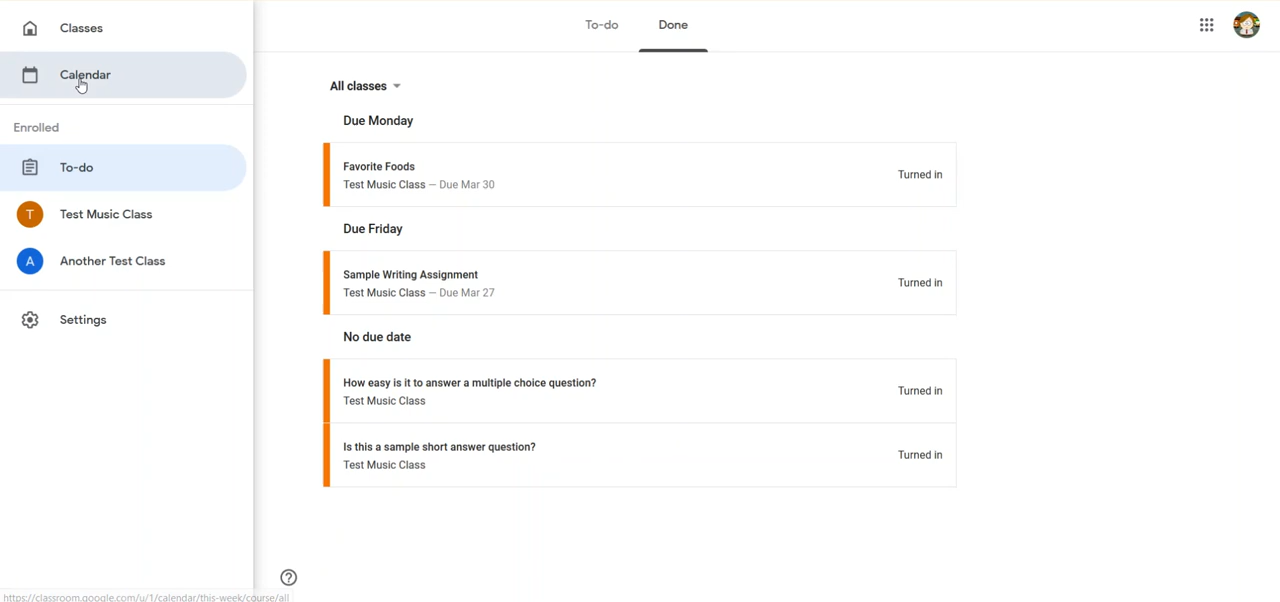 Classes
Calendar
Enrolled
To-do
T Test Music Class
A Another Test Class
Settings
To-do Done
All classes
Due Monday
Favorite Foods
Test Music Class — Due Mar 30
Turned in
Due Friday
Sample Writing Assignment
Test Music Class — Due Mar 27
Turned in
No due date
How easy is it to answer a multiple choice question?
Test Music Class
Turned in
Is this a sample short answer question?
Test Music Class
Turned in
https://classroom.google.com/u/1/calendar/this-week/course/all